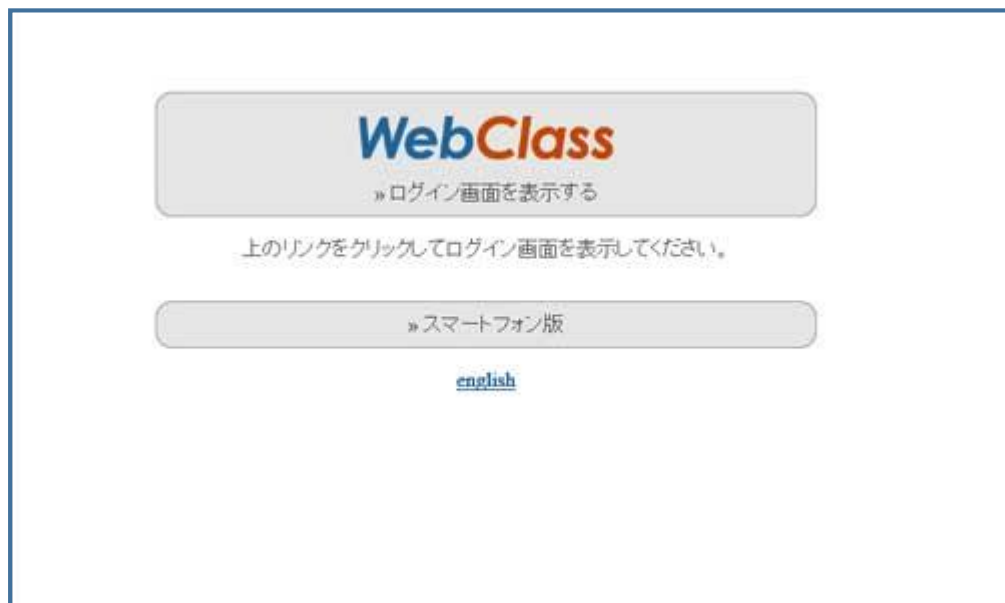 WebClass
» ログイン画面を表示する
上のリンクをクリックしてログイン画面を表示してください。
» スマートフォン版
english